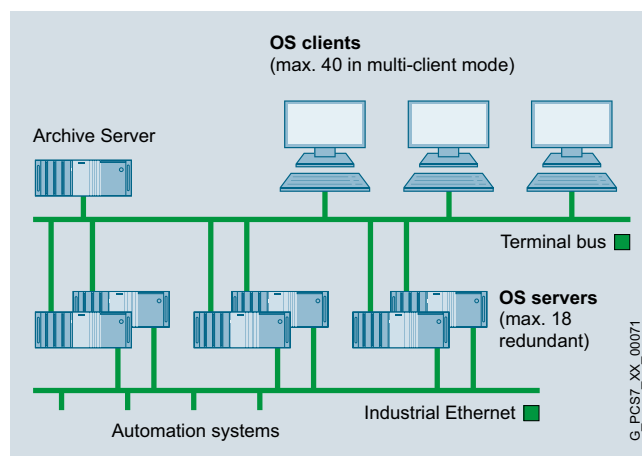 OS clients
(max. 40 in multi-client mode)
Archive Server
Terminal bus
OS servers
(max. 18
redundant)
Industrial Ethernet
Automation systems
G_PCS7_XX_00071